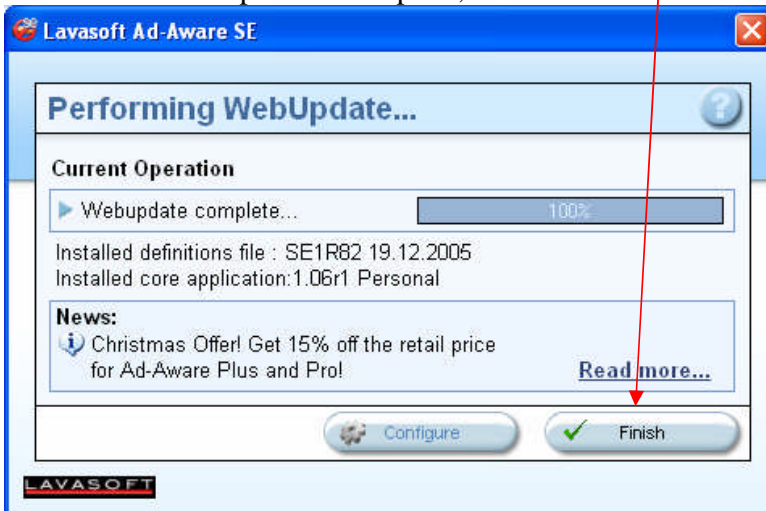 Lavasoft Ad-Aware SE
Performing WebUpdate...
Current Operation
Webupdate complete... 100%
Installed definitions file : SE1R82 19.12.2005
Installed core application:1.06r1 Personal
News:
Christmas Offer! Get 15% off the retail price
for Ad-Aware Plus and Pro! Read more...
Configure Finish
LAVASOFT